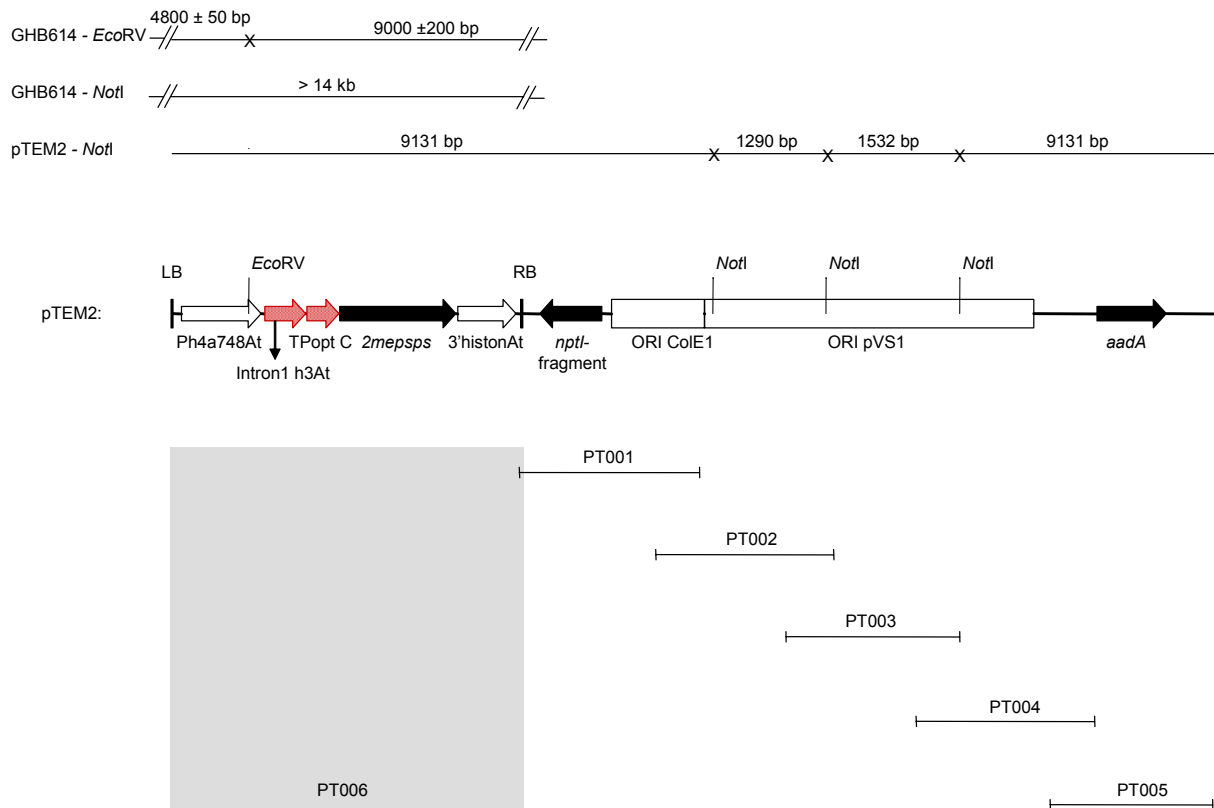 4800 ± 50 bp
GHB614 - EcoRV
x
9000 ±200 bp
GHB614 - NotI
> 14 kb
pTEM2 - NotI
9131 bp
X
1290 bp
X
1532 bp
X
9131 bp
LB
EcoRV
RB
NotI
NotI
NotI
pTEM2:
Ph4a748At
TPopt C
2mepsps
3'histonAt
nptI-
fragment
ORI ColE1
ORI pVS1
aadA
Intron1 h3At
PT001
PT002
PT003
PT004
PT006
PT005